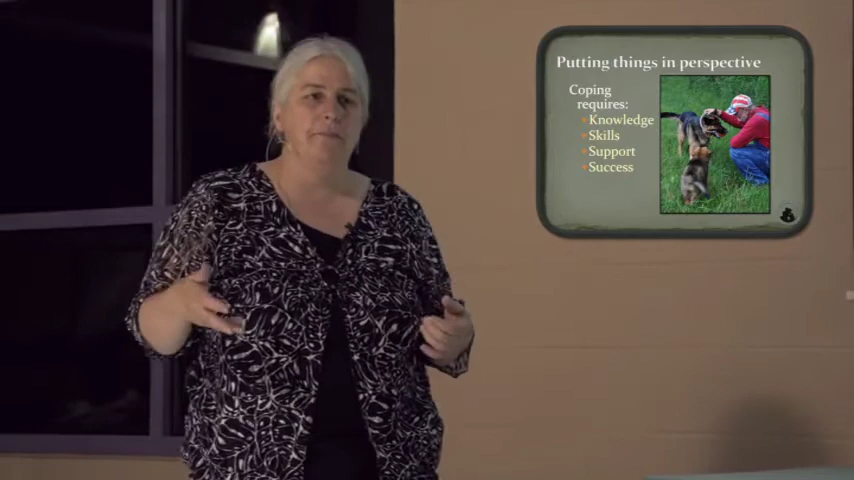 Putting things in perspective
Coping
requires:
Knowledge
Skills
Support
Success